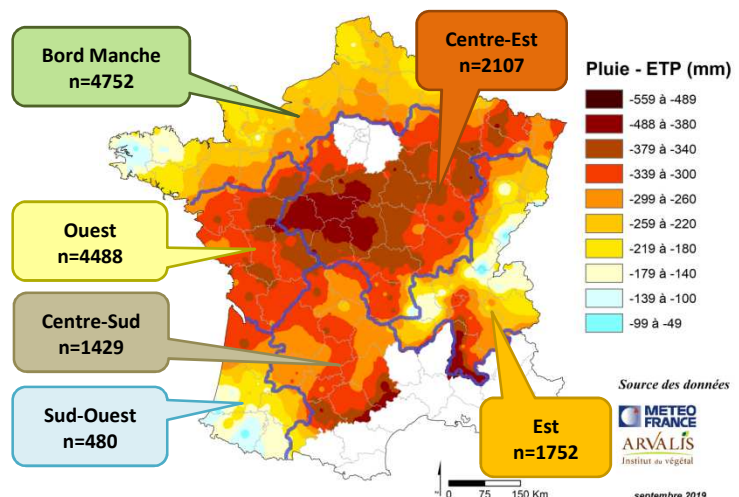 Bord Manche
n=4752
Centre-Est
n=2107
Ouest
n=4488
Centre-Sud
n=1429
Sud-Ouest
n=480
Est
n=1752
Pluie - ETP (mm)
-559 à -489
-488 à -380
-379 à -340
-339 à -300
-299 à -260
-259 à -220
-219 à -180
-179 à -140
-139 à -100
-99 à -49
Source des données
METEO
FRANCE
ARVALIS
Institut du végétal
0 75 150 Km
septembre 2019